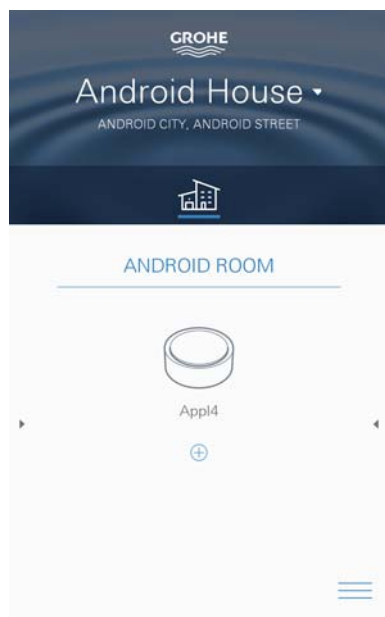 GROHE
Android House
ANDROID CITY, ANDROID STREET
ANDROID ROOM
Appl4